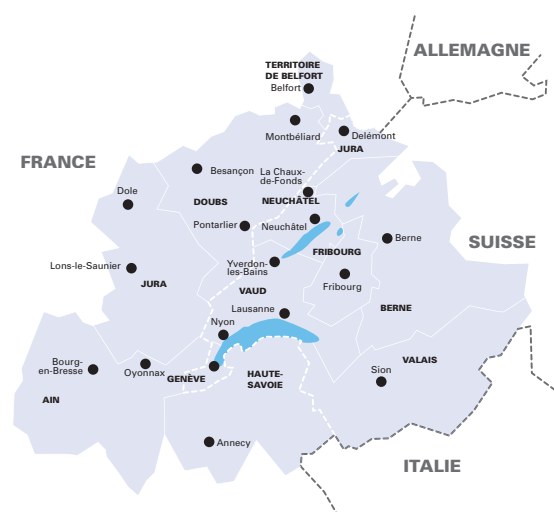 ALLEMAGNE
TERRITOIRE
DE BELFORT
Belfort
Montbéliard
Delémont
JURA
FRANCE
Besançon
La Chaux-
de-Fonds
Dole
DOUBS
NEUCHÂTEL
Pontarlier
Neuchâtel
Berne
SUISSE
FRIBOURG
Lons-le-Saunier
Yverdon-
les-Bains
JURA
VAUD
Fribourg
BERNE
Lausanne
Nyon
Bourg-
en-Bresse
Oyonnax
GENÈVE
HAUTE-
SAVOIE
VALAIS
Sion
AIN
Annecy
ITALIE